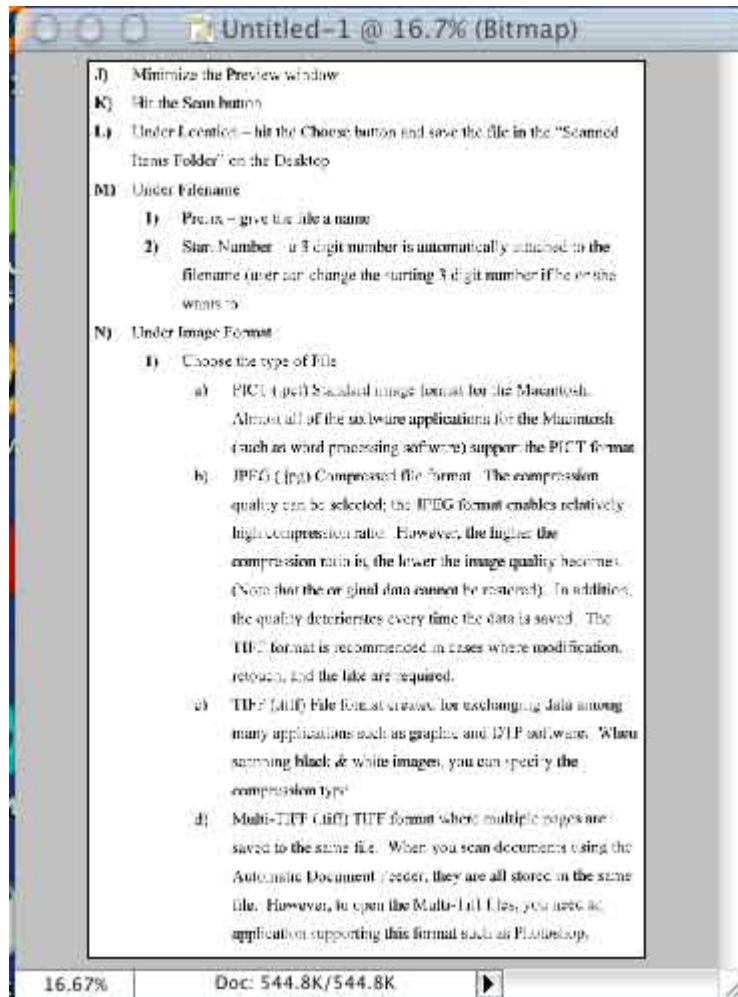 Untitled-1 @ 16.7% (Bitmap)
J) Minimize the Preview window
K) Hit the Scan button
L) Under Location – hit the Choose button and save the file in the “Scanned
Items Folder” on the Desktop
M) Under Filename
1) Prefix – give the file a name
2) Start Number – a 3 digit number is automatically attached to the
filename (user can change the starting 3 digit number if he or she
wants to
N) Under Image Format
1) Choose the type of File
a) PICT (.pct) Standard image format for the Macintosh.
Almost all of the software applications for the Macintosh
(such as word processing software) support the PICT format
b) JPEG (.jpg) Compressed file format. The compression
quality can be selected; the JPEG format enables relatively
high compression ratio. However, the higher the
compression ratio is, the lower the image quality becomes.
(Note that the original data cannot be restored). In addition,
the quality deteriorates every time the data is saved. The
TIFF format is recommended in cases where modification,
retouch, and the like are required.
c) TIFF (.tiff) File format created for exchanging data among
many applications such as graphic and DTP software. When
scanning black & white images, you can specify the
compression type
d) Multi-TIFF (.tiff) TIFF format where multiple pages are
saved to the same file. When you scan documents using the
Automatic Document Feeder, they are all stored in the same
file. However, to open the Multi-Tiff files, you need an
application supporting this format such as Photoshop.
16.67%
Doc: 544.8K/544.8K